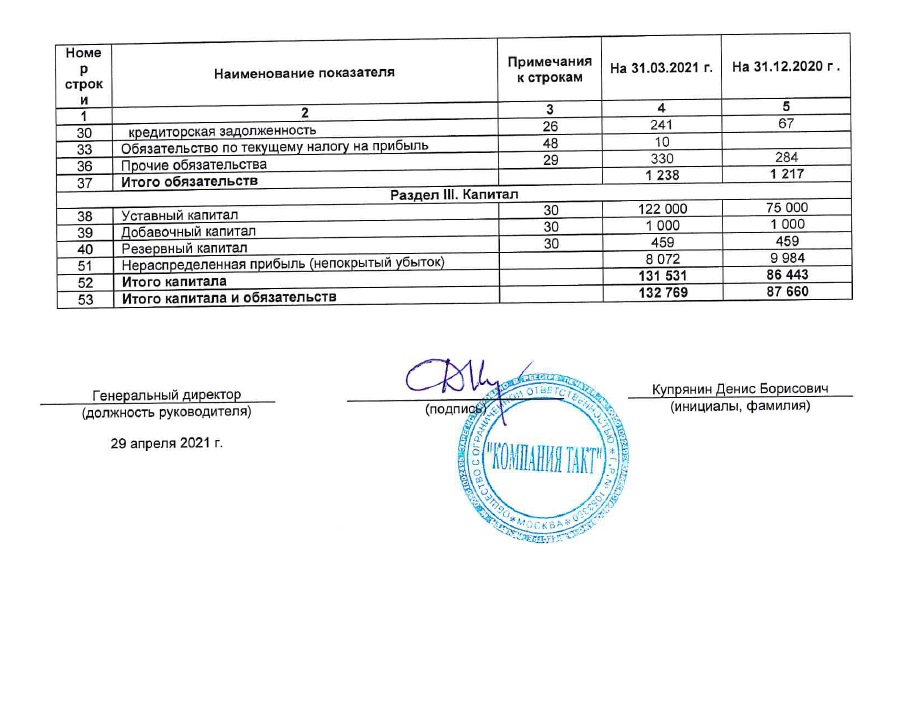 Номе
р
строк
и
Наименование показателя
Примечания
к строкам
На 31.03.2021 г.
На 31.12.2020 г .
1 2 3 4 5
30 кредиторская задолженность 26 241 67
33 Обязательство по текущему налогу на прибыль 48 10
36 Прочие обязательства 29 330 284
37 Итого обязательств 1 238 1 217
Раздел III. Капитал
38 Уставный капитал 30 122 000 75 000
39 Добавочный капитал 30 1 000 1 000
40 Резервный капитал 30 459 459
51 Нераспределенная прибыль (непокрытый убыток) 8 072 9 984
52 Итого капитала 131 531 86 443
53 Итого капитала и обязательств 132 769 87 660
Генеральный директор
(должность руководителя)
(подпись)
Купрянин Денис Борисович
(инициалы, фамилия)
29 апреля 2021 г.
ОБЩЕСТВО С ОГРАНИЧЕННОЙ ОТВЕТСТВЕННОСТЬЮ
"КОМПАНИЯ ТАКТ"
МОСКВА